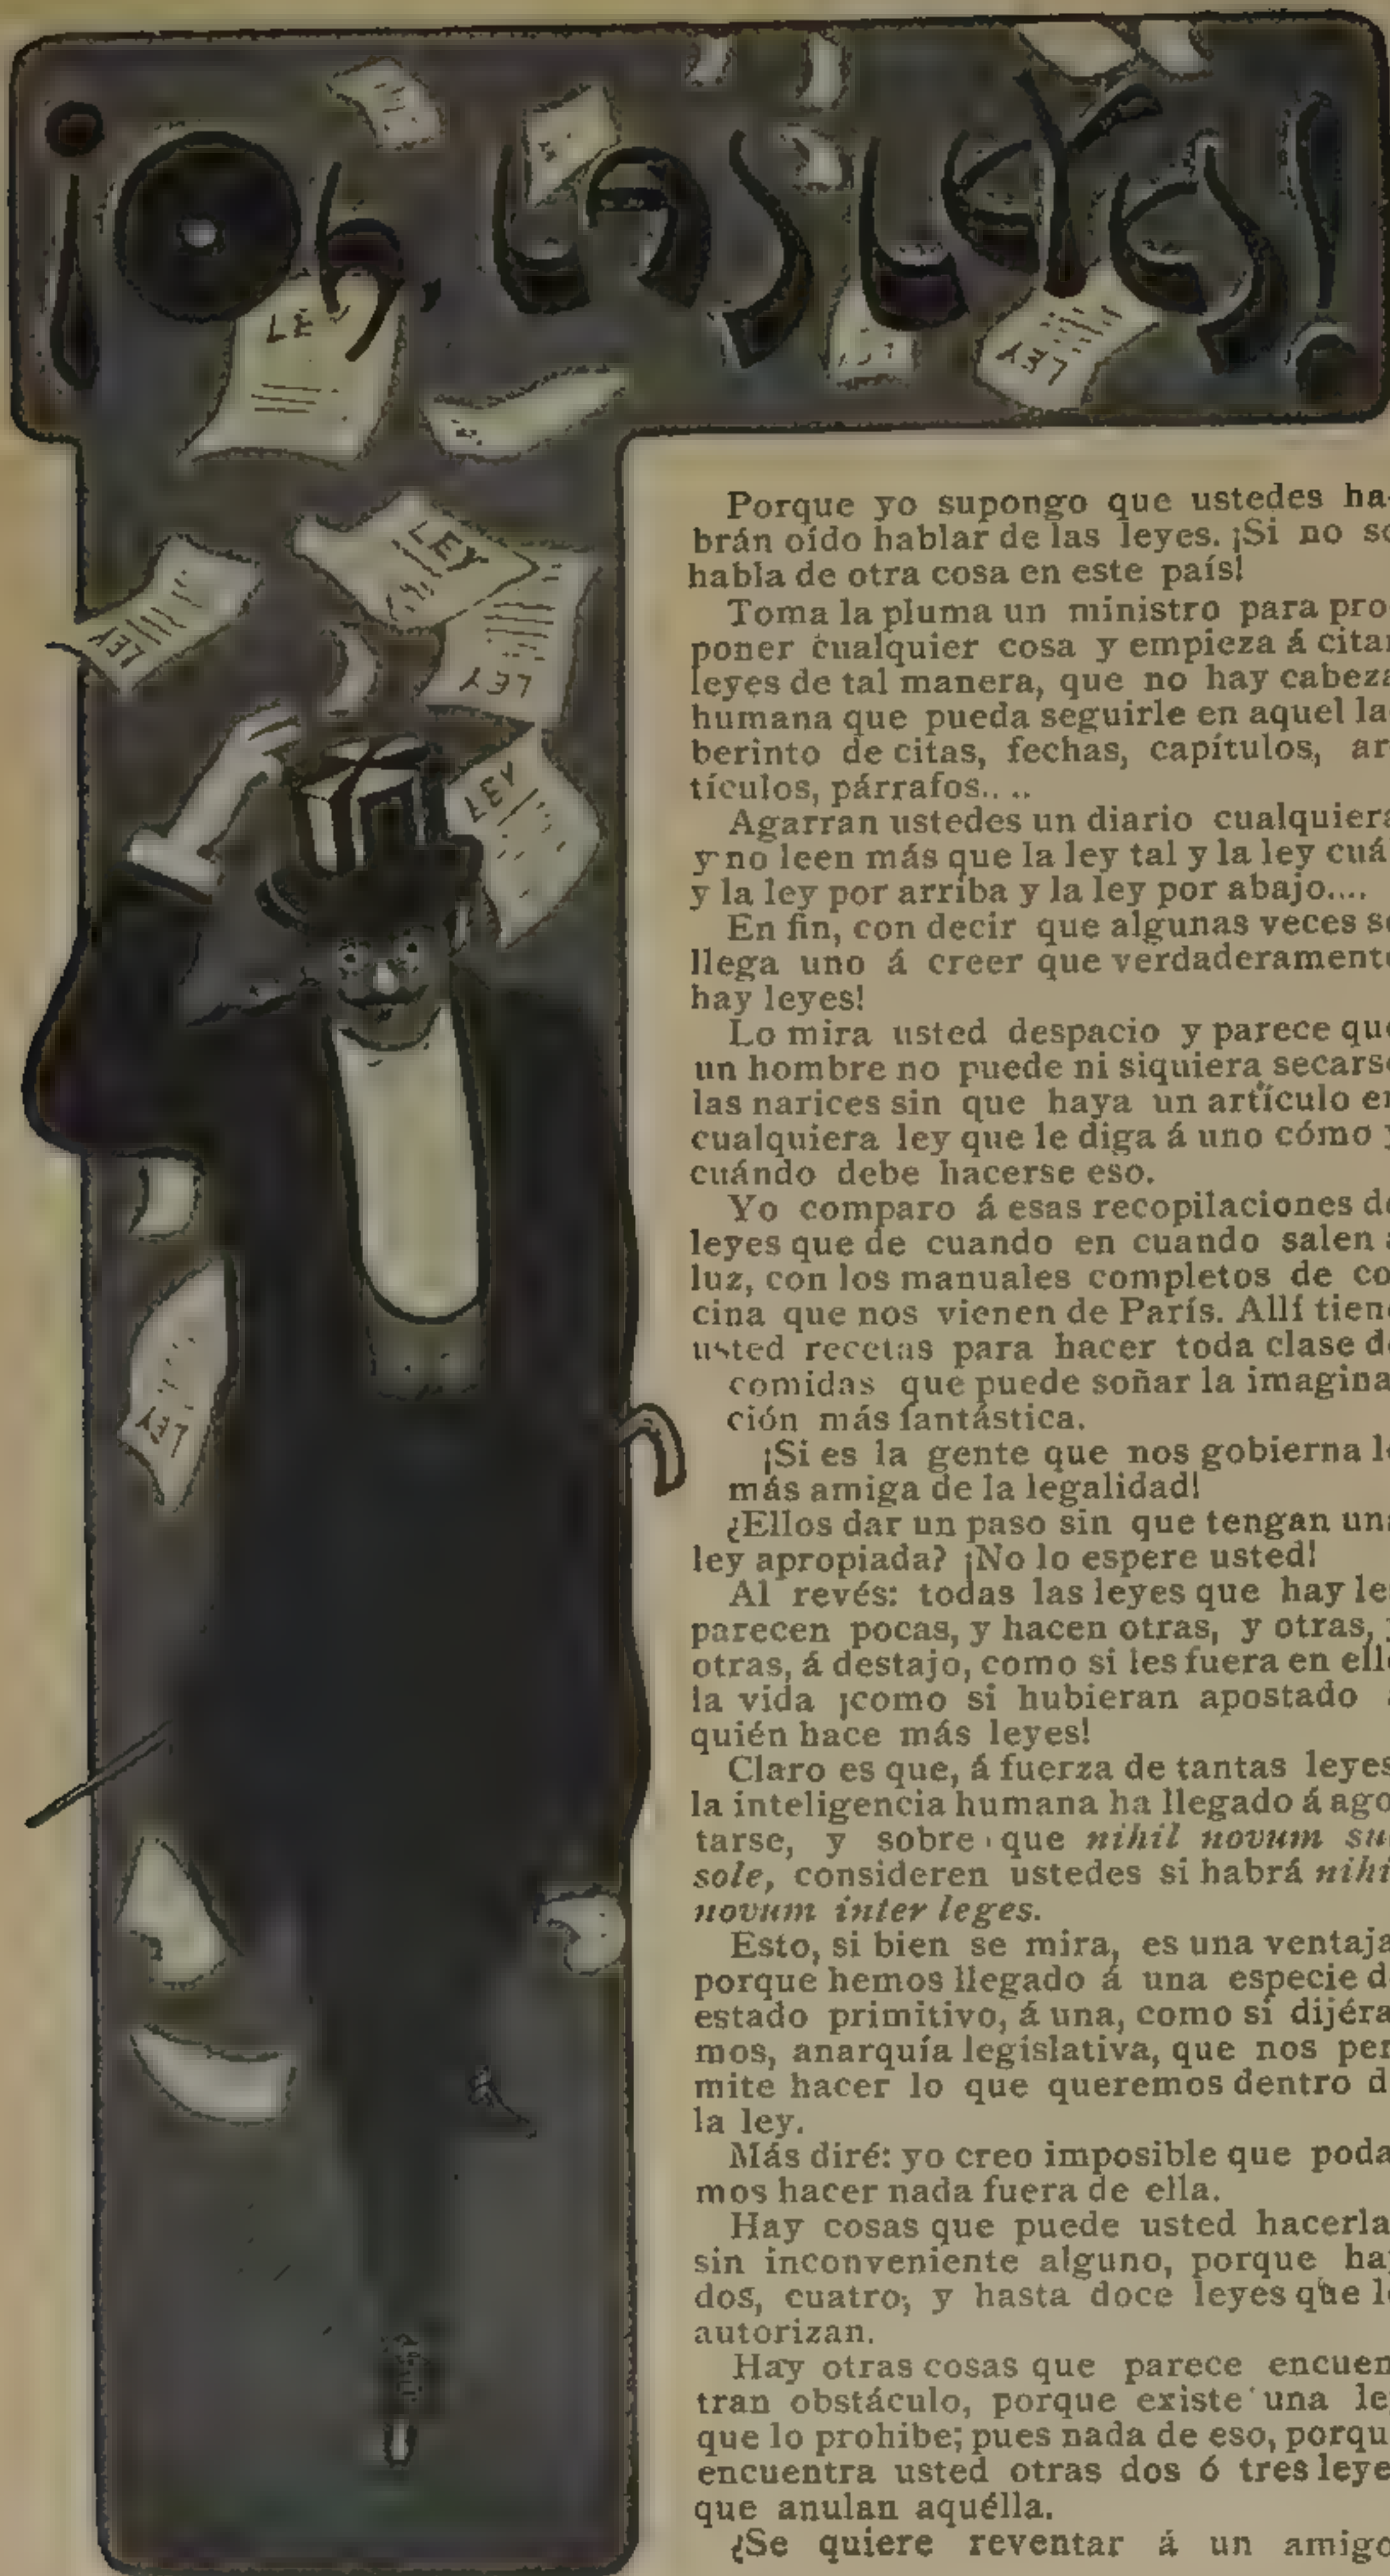 ¡Oh, LAS LEYES!
LEY
LEY
LEY
LEY
LEY
LEY
LEY
LEY
Porque yo supongo que ustedes ha-
brán oído hablar de las leyes. ¡Si no se
habla de otra cosa en este país!
Toma la pluma un ministro para pro-
poner cualquier cosa y empieza á citar
leyes de tal manera, que no hay cabeza
humana que pueda seguirle en aquel la-
berinto de citas, fechas, capítulos, ar
tículos, párrafos....
Agarran ustedes un diario cualquiera
y no leen más que la ley tal y la ley cuá
y la ley por arriba y la ley por abajo....
En fin, con decir que algunas veces se
llega uno á creer que verdaderamente
hay leyes!
Lo mira usted despacio y parece que
un hombre no puede ni siquiera secarse
las narices sin que haya un artículo en
cualquiera ley que le diga á uno cómo y
cuándo debe hacerse eso.
Yo comparo á esas recopilaciones de
leyes que de cuando en cuando salen á
luz, con los manuales completos de co-
cina que nos vienen de París. Allí tiene
usted recetas para hacer toda clase de
comidas que puede soñar la imagina-
ción más fantástica.
¡Si es la gente que nos gobierna lo
más amiga de la legalidad!
¿Ellos dar un paso sin que tengan una
ley apropiada? ¡No lo espere usted!
Al revés: todas las leyes que hay le
parecen pocas, y hacen otras, y otras, y
otras, á destajo, como si les fuera en ello
la vida ¡como si hubieran apostado á
quién hace más leyes!
Claro es que, á fuerza de tantas leyes
la inteligencia humana ha llegado á ago-
tarse, y sobre que nihil novum su
sole, consideren ustedes si habrá nihi
novum inter leges.
Esto, si bien se mira, es una ventaja
porque hemos llegado á una especie d
estado primitivo, á una, como si dijéra-
mos, anarquía legislativa, que nos per
mite hacer lo que queremos dentro d
la ley.
Más diré: yo creo imposible que poda-
mos hacer nada fuera de ella.
Hay cosas que puede usted hacerla
sin inconveniente alguno, porque hay
dos, cuatro, y hasta doce leyes que lo
autorizan.
Hay otras cosas que parece encuen
tran obstáculo, porque existe una le
que lo prohibe; pues nada de eso, porqu
encuentra usted otras dos ó tres leye
que anulan aquélla.
¿Se quiere reventar á un amigo